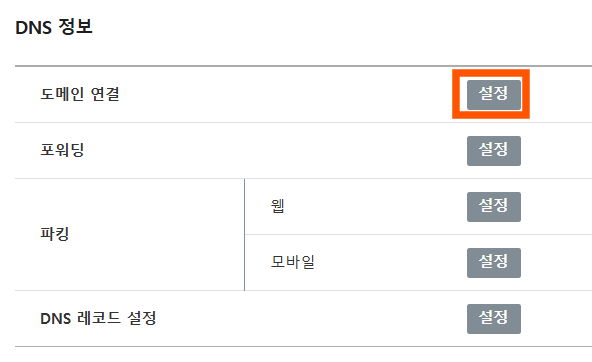 DNS 정보
도메인 연결 설정
포워딩 설정
파킹 웹 설정
모바일 설정
DNS 레코드 설정 설정